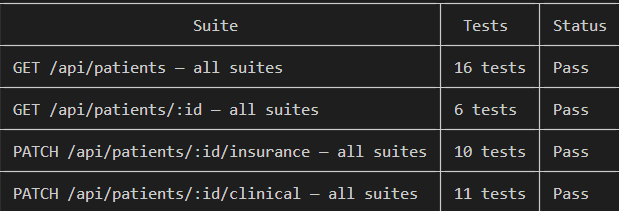 Suite Tests Status
GET /api/patients — all suites 16 tests Pass
GET /api/patients/:id — all suites 6 tests Pass
PATCH /api/patients/:id/insurance — all suites 10 tests Pass
PATCH /api/patients/:id/clinical — all suites 11 tests Pass